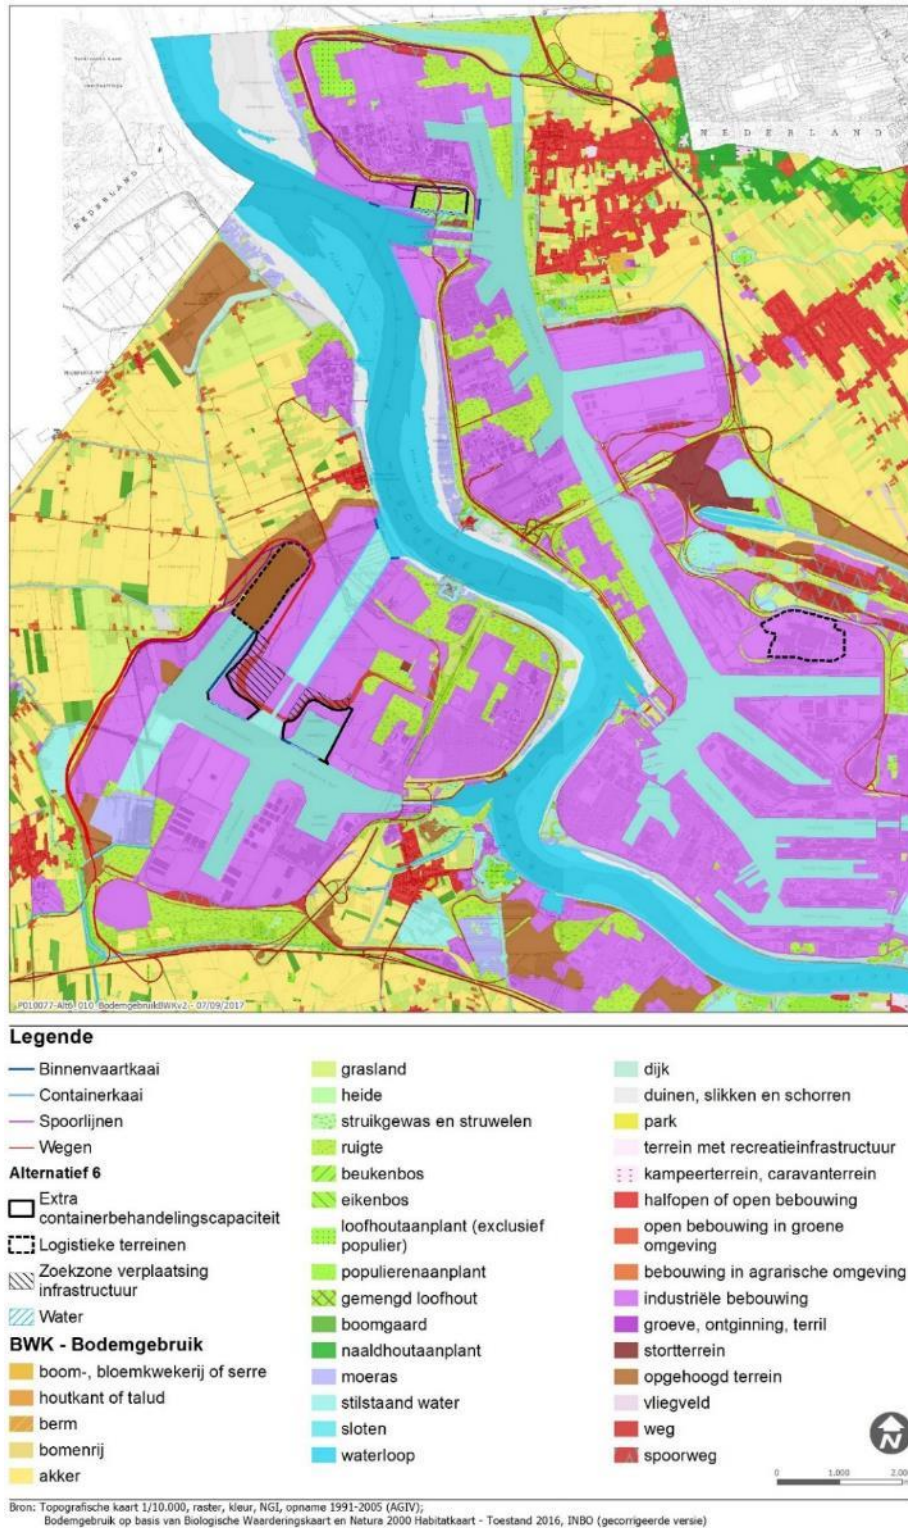 NEDERLAND
NEDERLAND
SCHELDE
P010077-Alt6_010_BodemgebruikBWKv2 - 07/09/2017
Legende
Binnenvaartkaai
Containerkaai
Spoorlijnen
Wegen
Alternatief 6
Extra
containerbehandelingscapaciteit
Logistieke terreinen
Zoekzone verplaatsing
infrastructuur
Water
BWK - Bodemgebruik
boom-, bloemkwekerij of serre
houtkant of talud
berm
bomenrij
akker
grasland
heide
struikgewas en struwelen
ruigte
beukenbos
eikenbos
loofhoutaanplant (exclusief
populier)
populierenaanplant
gemengd loofhout
boomgaard
naaldhoutaanplant
moeras
stilstaand water
sloten
waterloop
dijk
duinen, slikken en schorren
park
terrein met recreatieinfrastructuur
kampeerterrein, caravanterrein
halfopen of open bebouwing
open bebouwing in groene
omgeving
bebouwing in agrarische omgeving
industriële bebouwing
groeve, ontginning, terril
stortterrein
opgehoogd terrein
vliegveld
weg
spoorweg
N
0 1.000 2.00
Bron: Topografische kaart 1/10.000, raster, kleur, NGI, opname 1991-2005 (AGIV);
Bodemgebruik op basis van Biologische Waarderingskaart en Natura 2000 Habitatkaart - Toestand 2016, INBO (gecorrigeerde versie)